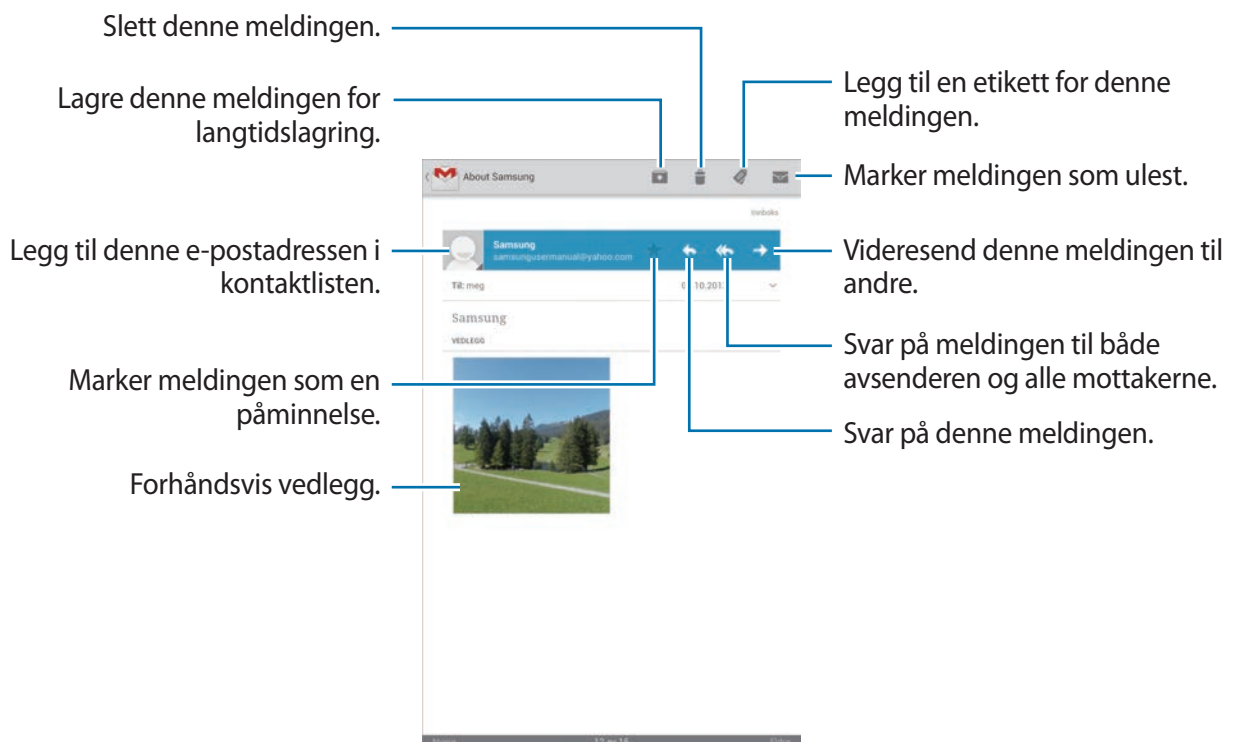 Slett denne meldingen.
Lagre denne meldingen for
langtidslagring.
Legg til en etikett for denne
meldingen.
Marker meldingen som ulest.
About Samsung
Innboks
Legg til denne e-postadressen i
kontaktlisten.
Samsung
samsungusermanual@yahoo.com
Videresend denne meldingen til
andre.
Til: meg
Samsung
VEDLEGG
Svar på meldingen til både
avsenderen og alle mottakerne.
Marker meldingen som en
påminnelse.
Svar på denne meldingen.
Forhåndsvis vedlegg.